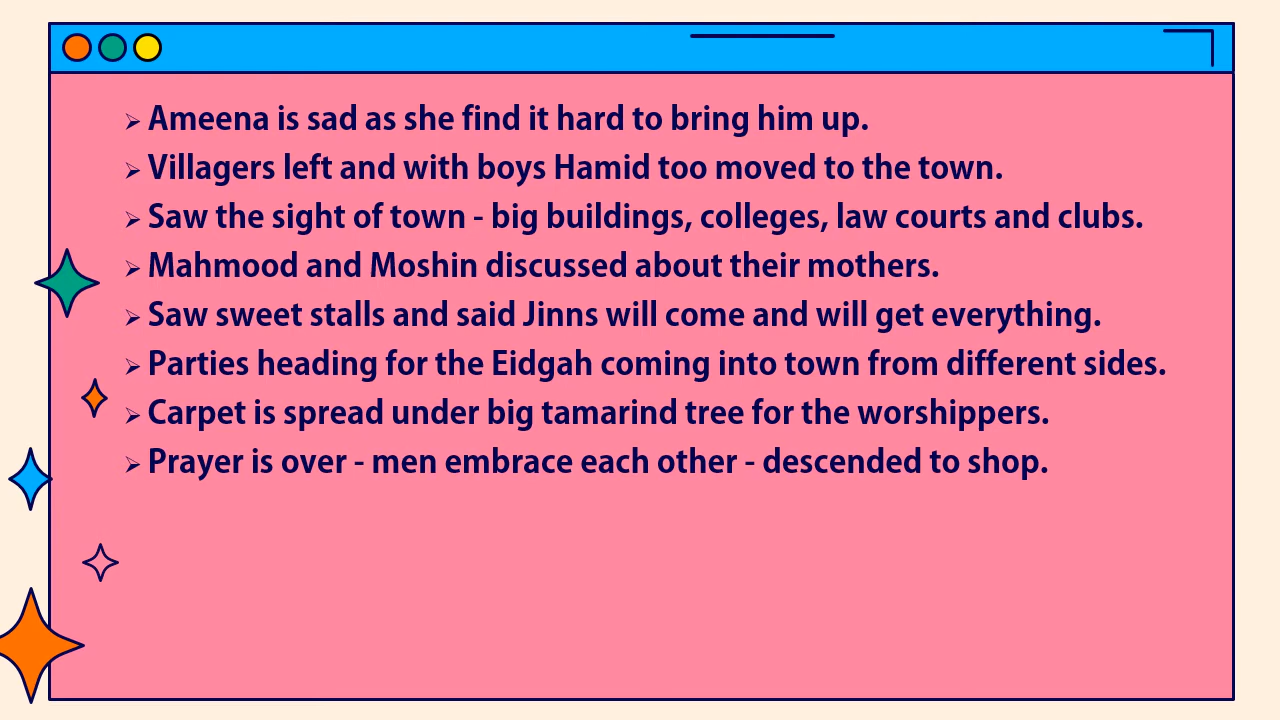 ➢ Ameena is sad as she find it hard to bring him up.
➢ Villagers left and with boys Hamid too moved to the town.
➢ Saw the sight of town - big buildings, colleges, law courts and clubs.
➢ Mahmood and Moshin discussed about their mothers.
➢ Saw sweet stalls and said Jinns will come and will get everything.
➢ Parties heading for the Eidgah coming into town from different sides.
➢ Carpet is spread under big tamarind tree for the worshippers.
➢ Prayer is over - men embrace each other - descended to shop.